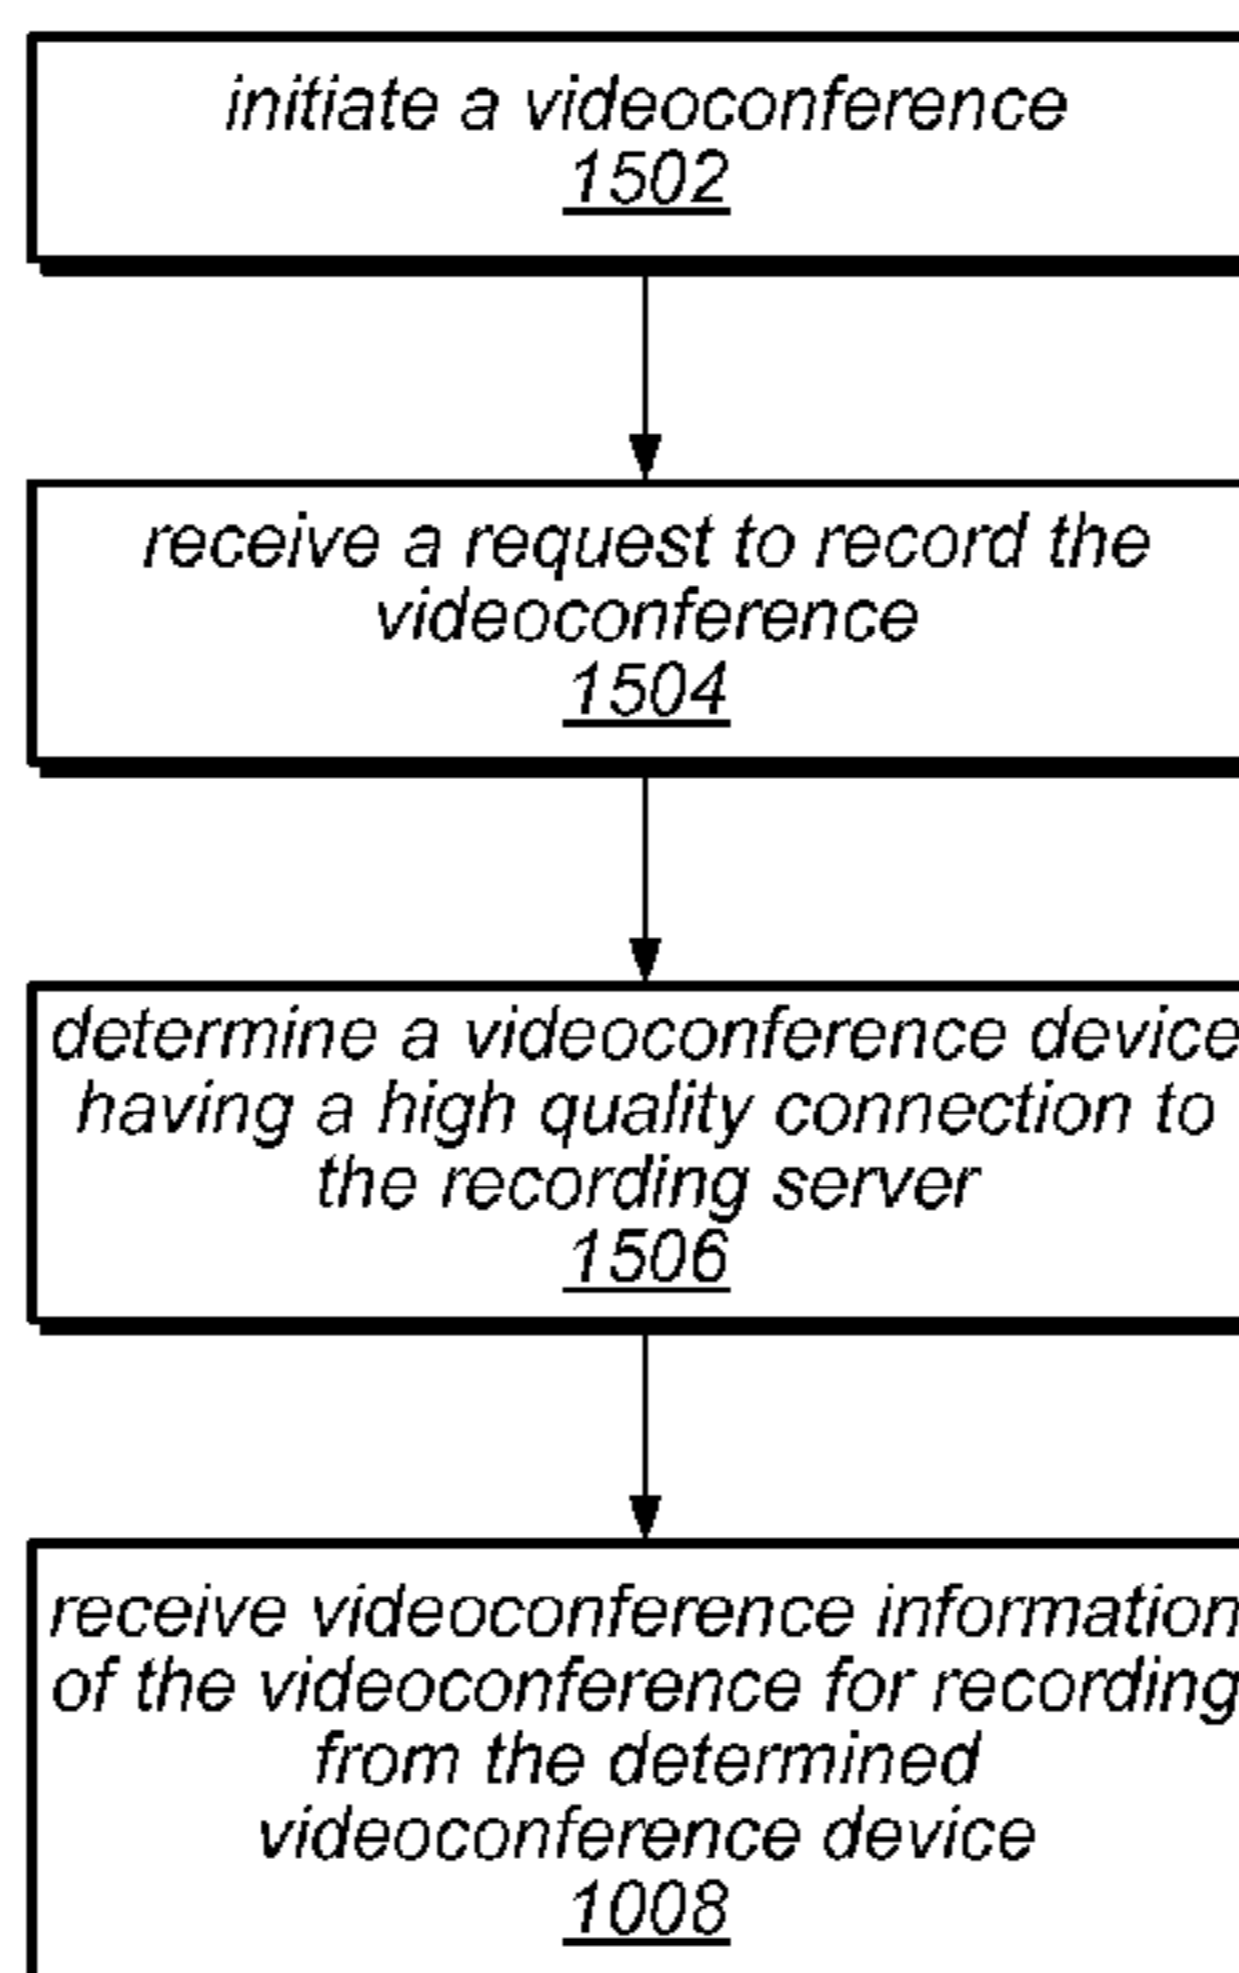 initiate a videoconference
1502
receive a request to record the
videoconference
1504
determine a videoconference device
having a high quality connection to
the recording server
1506
receive videoconference information
of the videoconference for recording
from the determined
videoconference device
1008